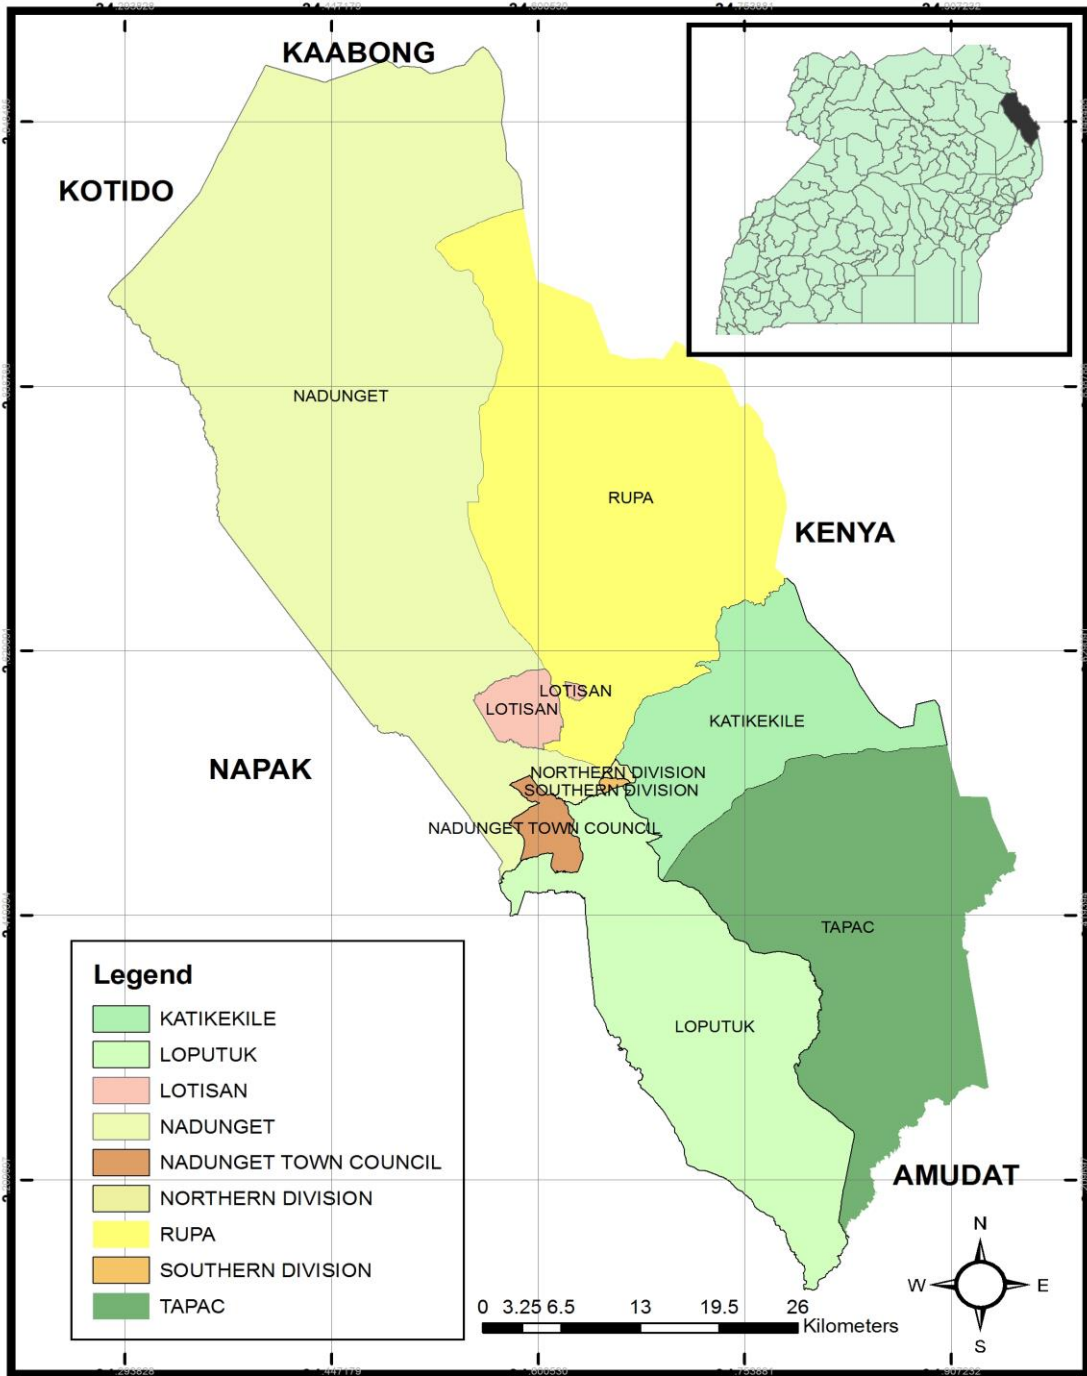 KAABONG
KOTIDO
NADUNGET
RUPA
KENYA
LOTISAN
LOTISAN
KATIKEKILE
NAPAK
NORTHERN DIVISION
SOUTHERN DIVISION
NADUNGET TOWN COUNCIL
TAPAC
LOPUTUK
AMUDAT
Legend
KATIKEKILE
LOPUTUK
LOTISAN
NADUNGET
NADUNGET TOWN COUNCIL
NORTHERN DIVISION
RUPA
SOUTHERN DIVISION
TAPAC
N
W E
S
0 3.25 6.5 13 19.5 26
Kilometers